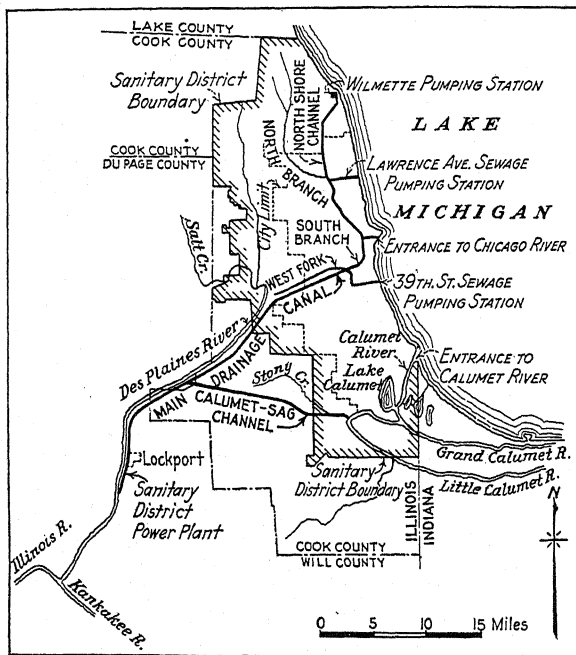 LAKE COUNTY
COOK COUNTY
Sanitary District
Boundary
NORTH SHORE
CHANNEL
WILMETTE PUMPING STATION
LAKE
COOK COUNTY
DU PAGE COUNTY
NORTH
BRANCH
LAWRENCE AVE. SEWAGE
PUMPING STATION
MICHIGAN
City Limit
SOUTH
BRANCH
ENTRANCE TO CHICAGO RIVER
Salt Cr.
WEST FORK
CANAL
39TH. ST. SEWAGE
PUMPING STATION
Des Plaines River
DRAINAGE
MAIN
Calumet
River
Lake
Calumet
ENTRANCE TO
CALUMET RIVER
Stony Cr.
CALUMET-SAG
CHANNEL
Grand Calumet R.
Little Calumet R.
Lockport
Sanitary
District
Power Plant
Sanitary
District Boundary
ILLINOIS
INDIANA
N
Illinois R.
Kankakee R.
COOK COUNTY
WILL COUNTY
0 5 10 15 Miles